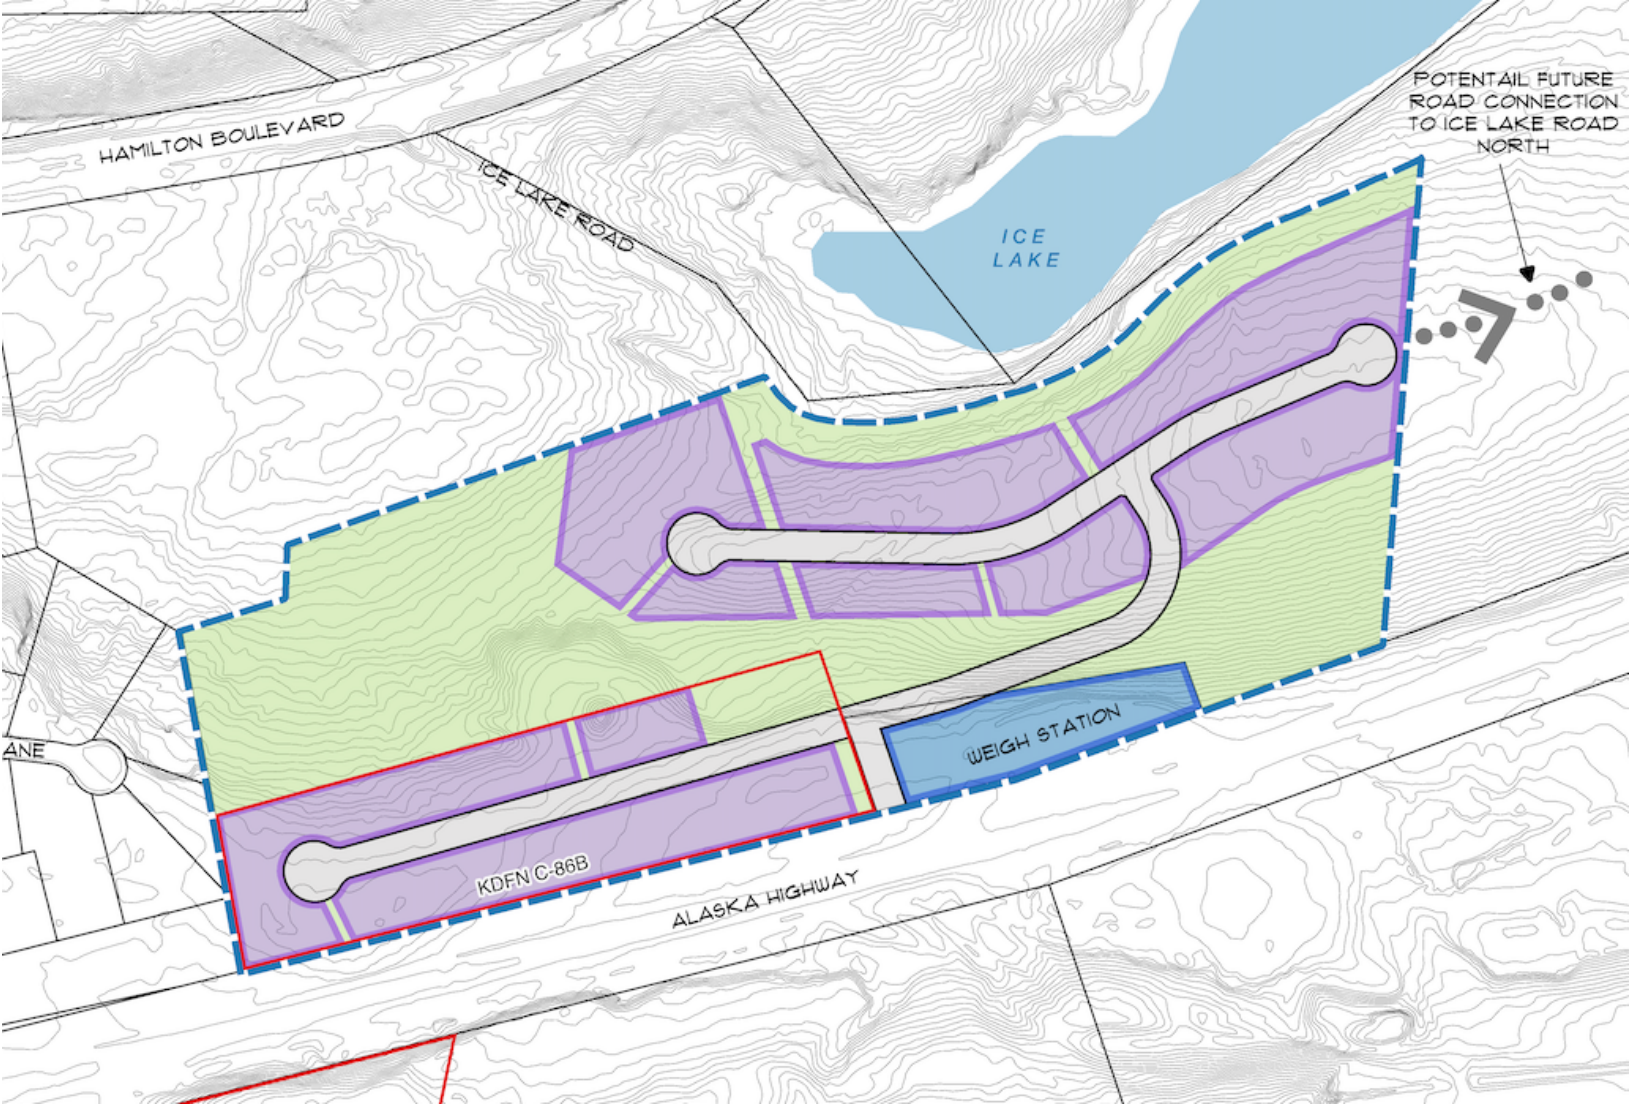 POTENTAIL FUTURE
ROAD CONNECTION
TO ICE LAKE ROAD
NORTH
HAMILTON BOULEVARD
ICE LAKE ROAD
ICE
LAKE
WEIGH STATION
ANE
KDFN C-86B
ALASKA HIGHWAY